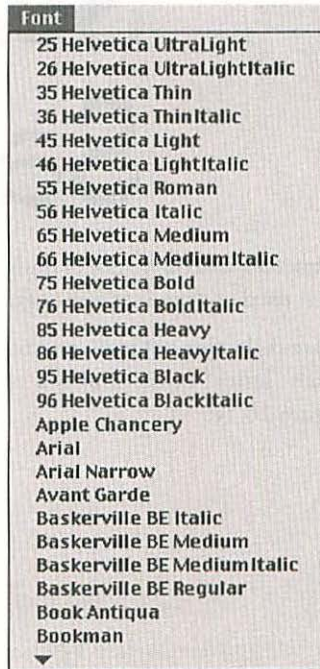 Font
25 Helvetica UltraLight
26 Helvetica UltraLightItalic
35 Helvetica Thin
36 Helvetica ThinItalic
45 Helvetica Light
46 Helvetica LightItalic
55 Helvetica Roman
56 Helvetica Italic
65 Helvetica Medium
66 Helvetica MediumItalic
75 Helvetica Bold
76 Helvetica BoldItalic
85 Helvetica Heavy
86 Helvetica HeavyItalic
95 Helvetica Black
96 Helvetica BlackItalic
Apple Chancery
Arial
Arial Narrow
Avant Garde
Baskerville BE Italic
Baskerville BE Medium
Baskerville BE MediumItalic
Baskerville BE Regular
Book Antiqua
Bookman